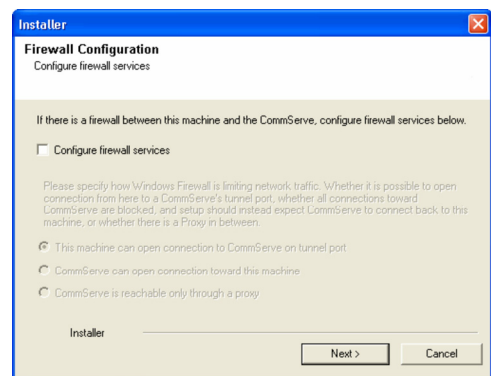 Installer
Firewall Configuration
Configure firewall services
If there is a firewall between this machine and the CommServe, configure firewall services below.
Configure firewall services
Please specify how Windows Firewall is limiting network traffic. Whether it is possible to open
connection from here to a CommServe's tunnel port, whether all connections toward
CommServe are blocked, and setup should instead expect CommServe to connect back to this
machine, or whether there is a Proxy in between.
This machine can open connection to CommServe on tunnel port
CommServe can open connection toward this machine
CommServe is reachable only through a proxy
Installer
Next >
Cancel